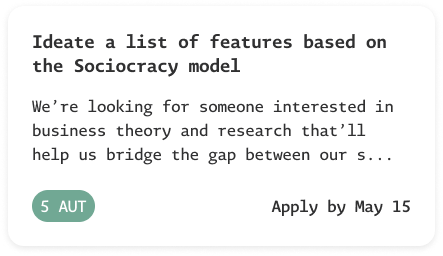 Ideate a list of features based on
the Sociocracy model
We’re looking for someone interested in
business theory and research that’ll
help us bridge the gap between our s...
5 AUT
Apply by May 15